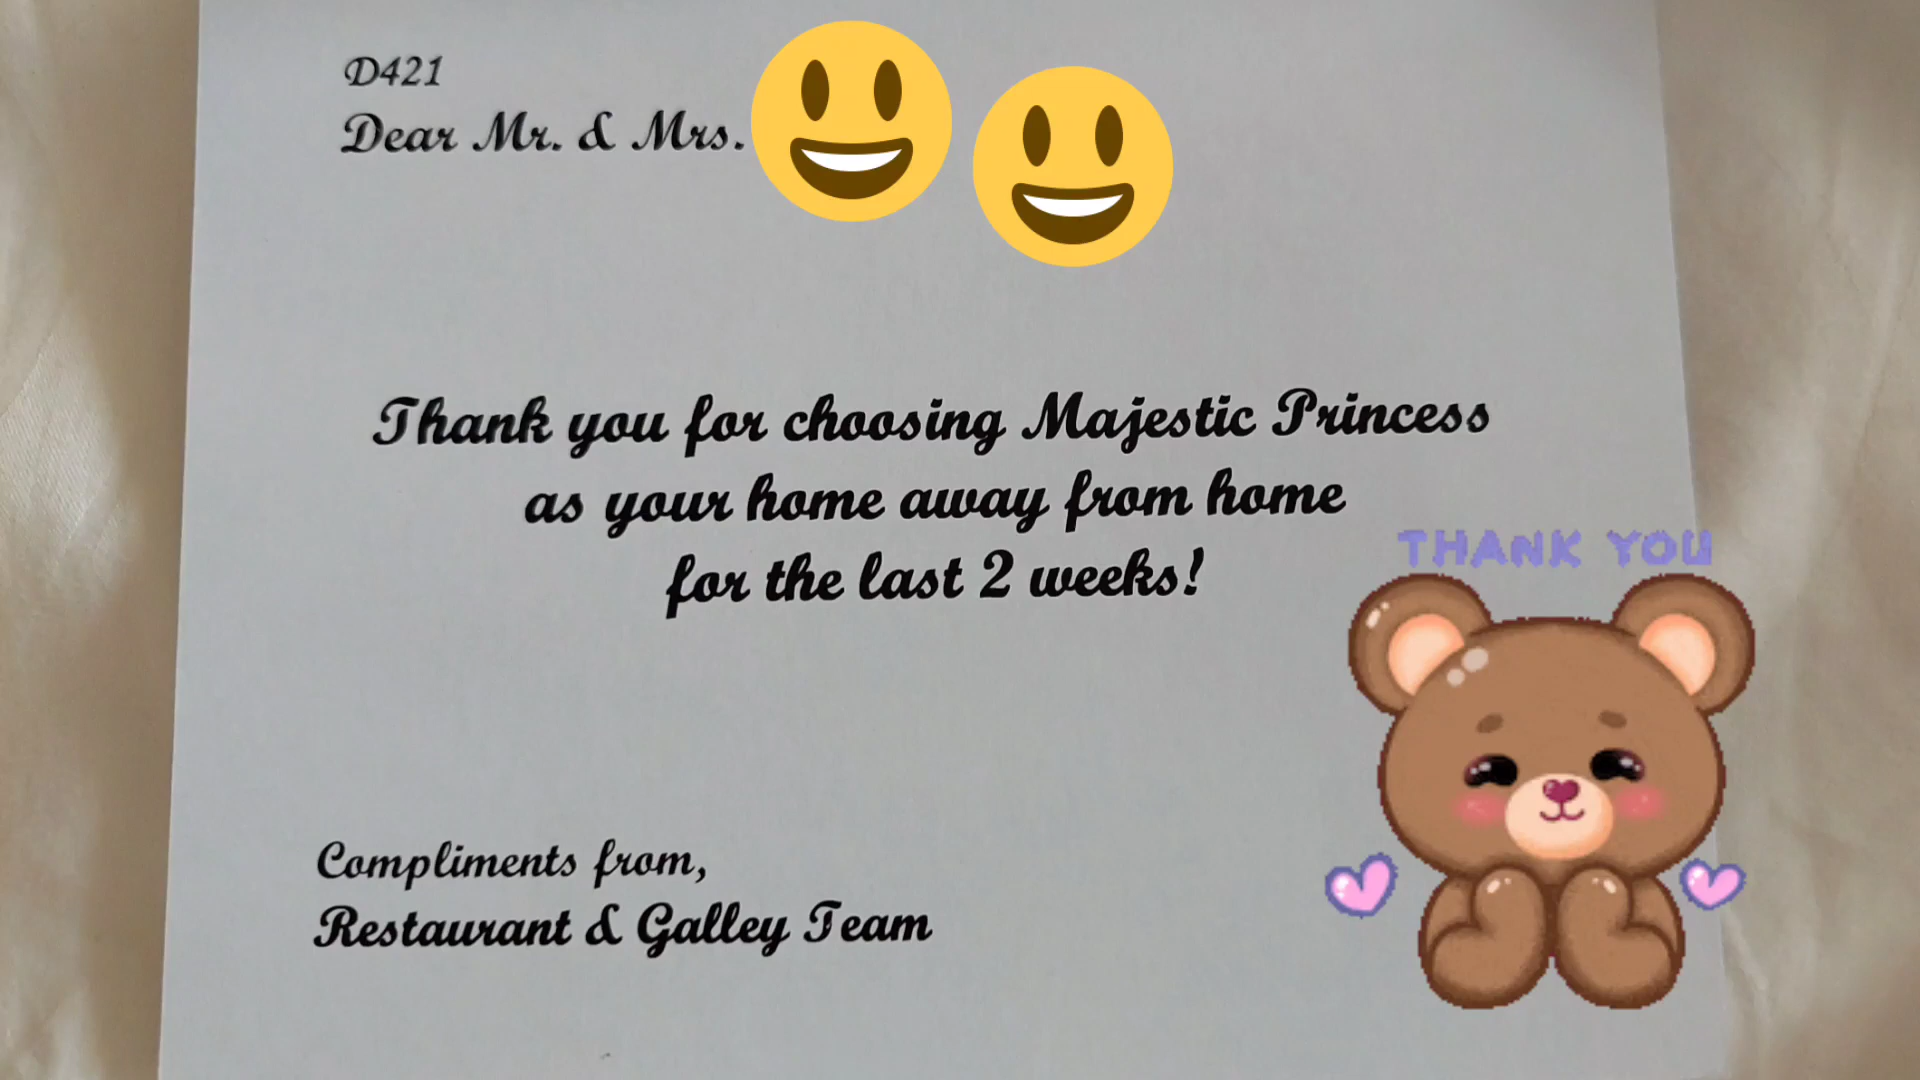 D421
Dear Mr. & Mrs.
Thank you for choosing Majestic Princess
as your home away from home
for the last 2 weeks!
THANK YOU
Compliments from,
Restaurant & Galley Team